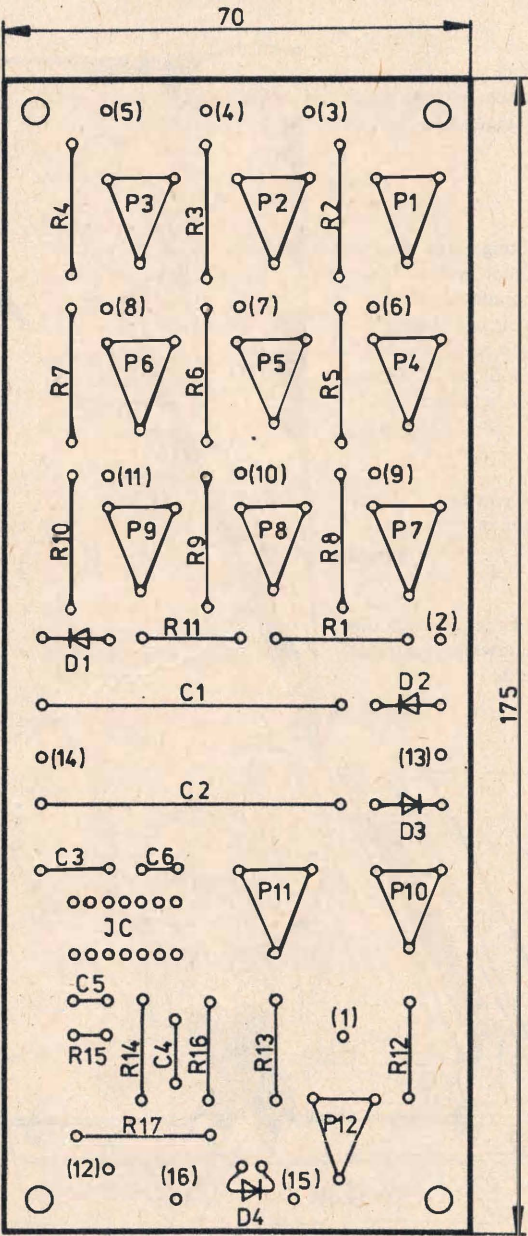 70
(5) (4) (3)
R4 P3 R3 P2 R2 P1
(8) (7) (6)
R7 P6 R6 P5 R5 P4
(11) (10) (9)
R10 P9 R9 P8 R8 P7
D1 R11 R1 (2)
C1 D2
175
(14) (13)
C2 D3
C3 C6 P11 P10
JC
C5 (1)
R15 R14 C4 R16 R13 R12
R17 P12
(12) (16) (15)
D4